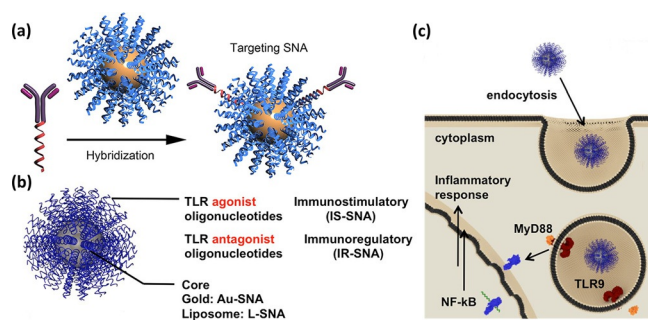 (a)
Targeting SNA
Hybridization
(b)
TLR agonist Immunostimulatory
oligonucleotides (IS-SNA)
TLR antagonist Immunoregulatory
oligonucleotides (IR-SNA)
Core
Gold: Au-SNA
Liposome: L-SNA
(c)
endocytosis
cytoplasm
Inflammatory
response
MyD88
TLR9
NF-kB